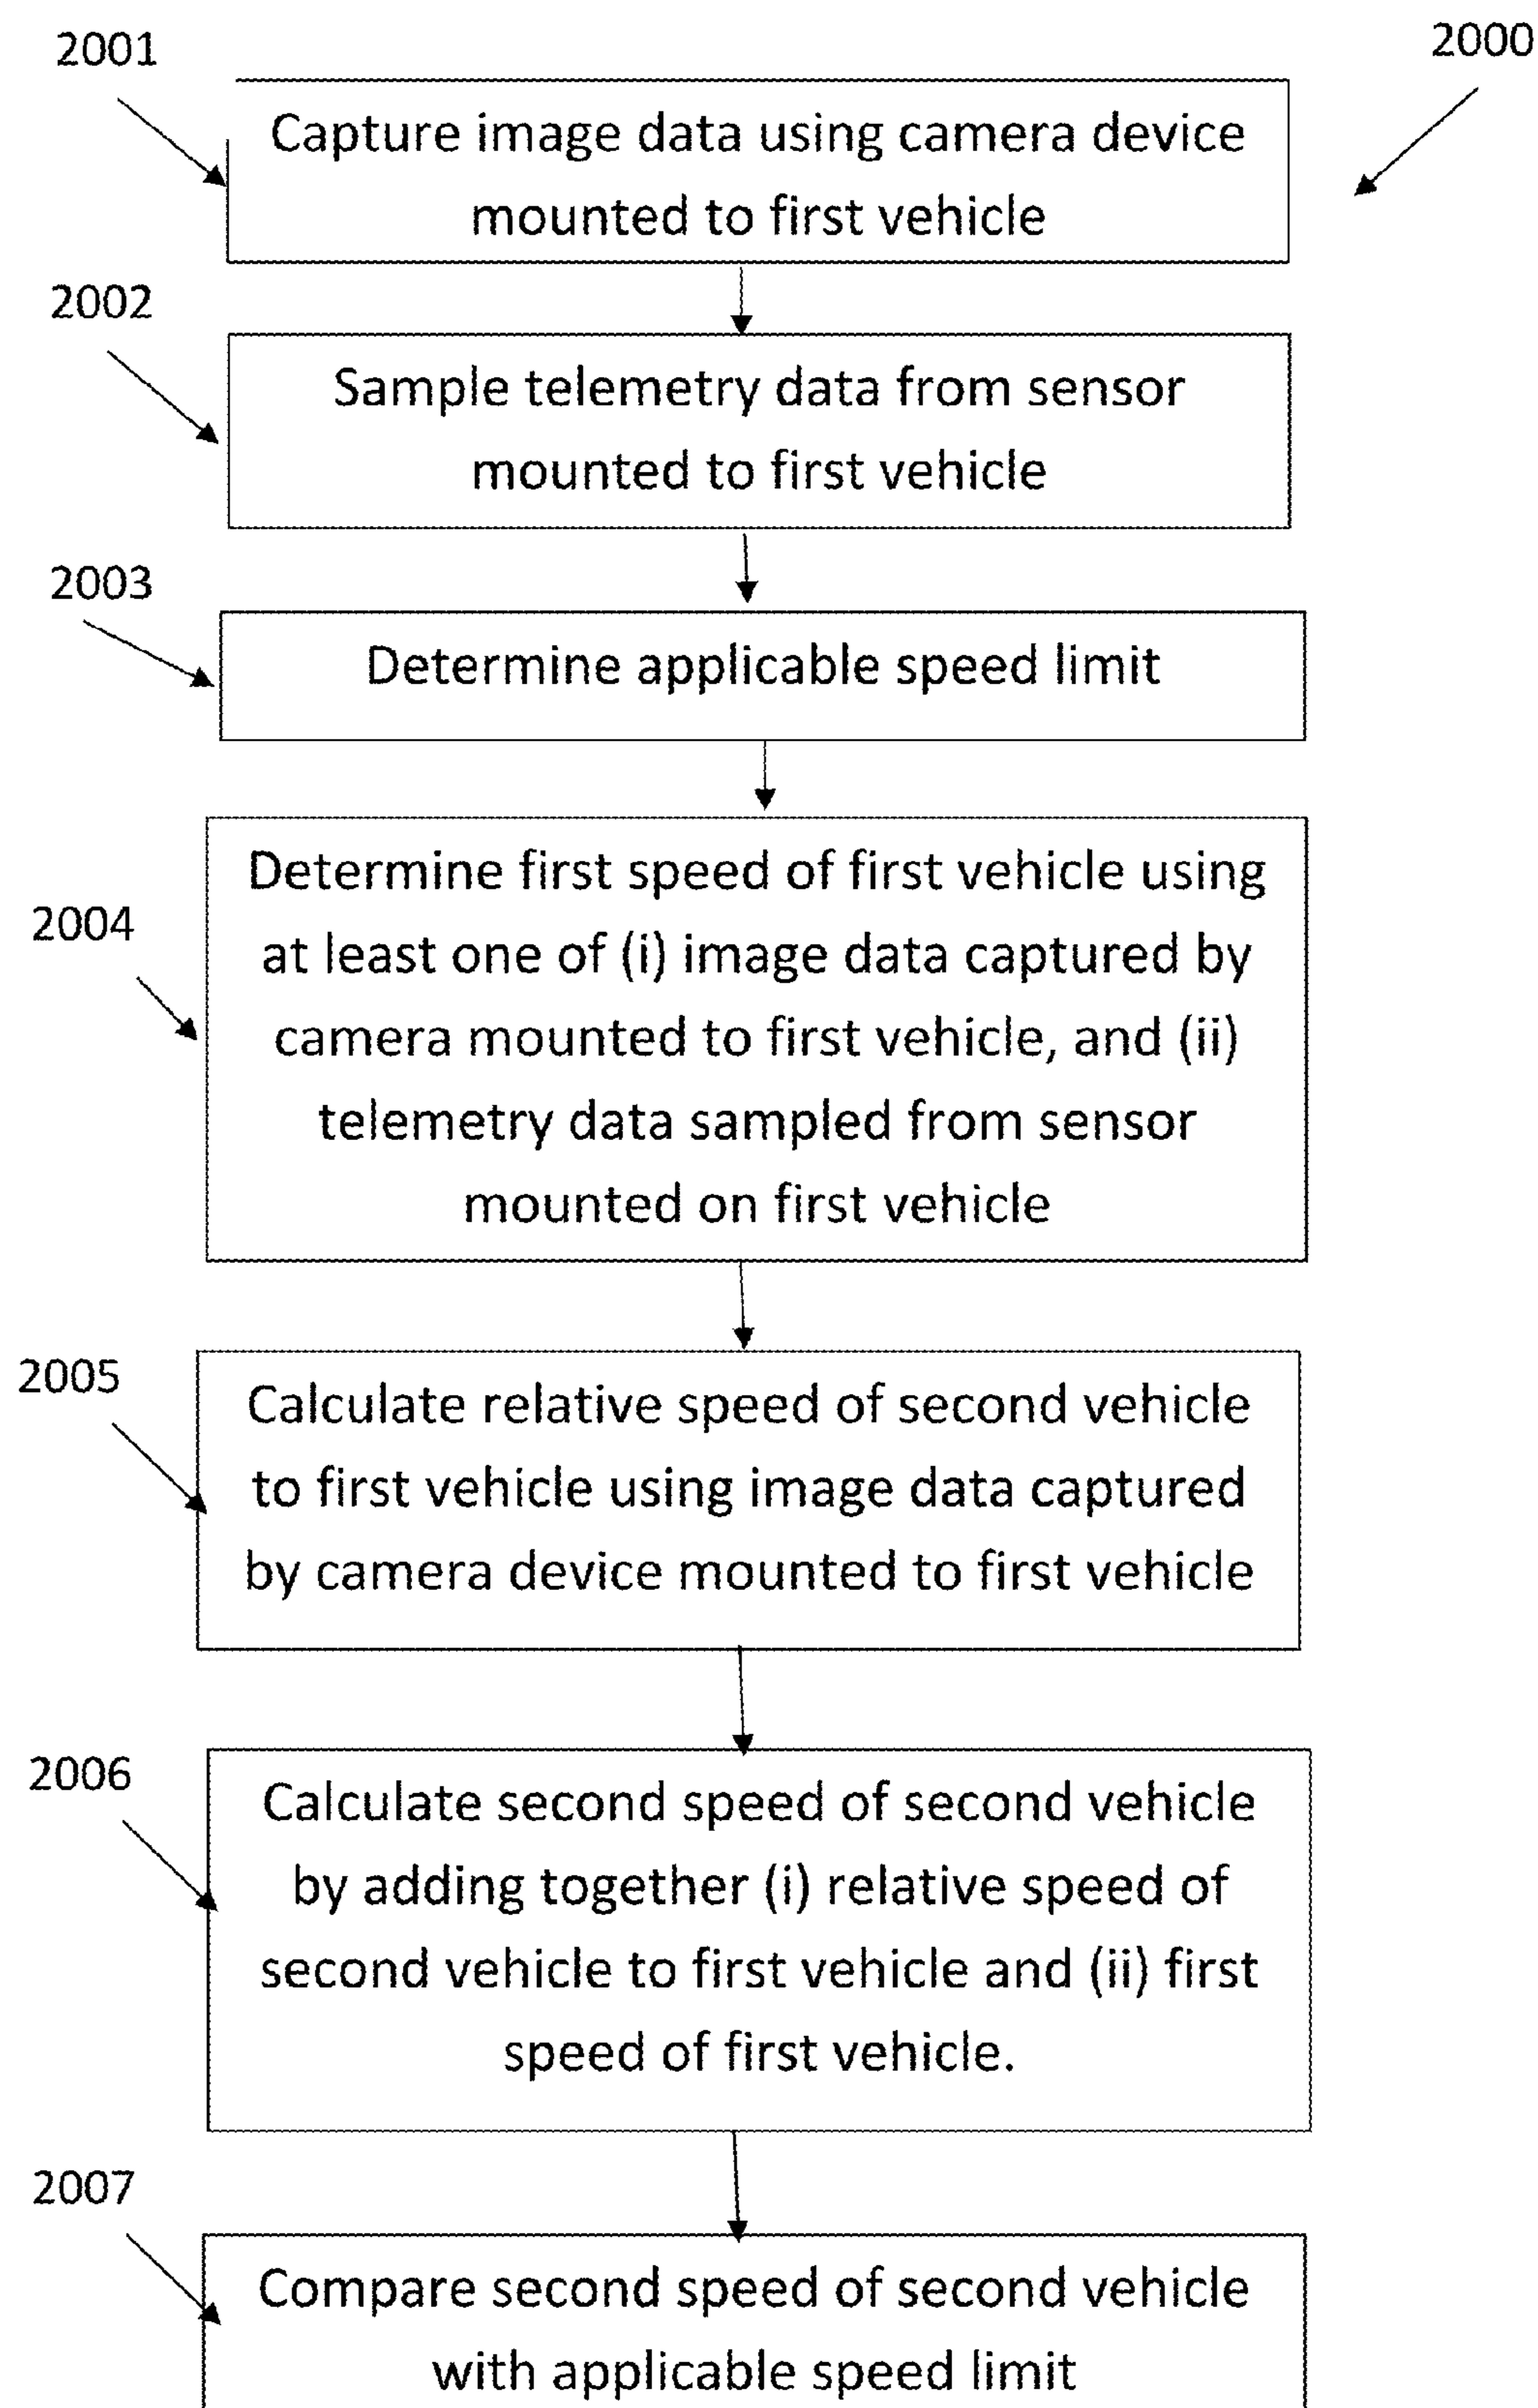 2001
2000
Capture image data using camera device
mounted to first vehicle
2002
Sample telemetry data from sensor
mounted to first vehicle
2003
Determine applicable speed limit
2004
Determine first speed of first vehicle using
at least one of (i) image data captured by
camera mounted to first vehicle, and (ii)
telemetry data sampled from sensor
mounted on first vehicle
2005
Calculate relative speed of second vehicle
to first vehicle using image data captured
by camera device mounted to first vehicle
2006
Calculate second speed of second vehicle
by adding together (i) relative speed of
second vehicle to first vehicle and (ii) first
speed of first vehicle.
2007
Compare second speed of second vehicle
with applicable speed limit